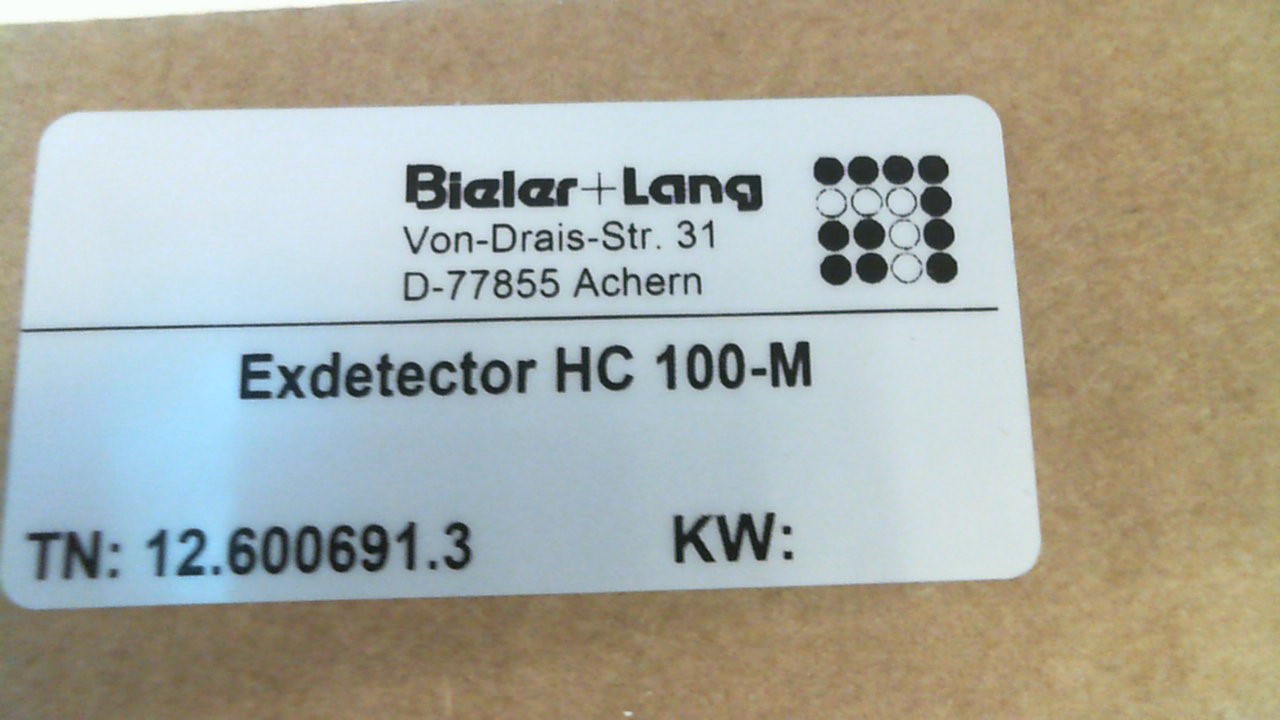 Bieler+Lang
Von-Drais-Str. 31
D-77855 Achern
Exdetector HC 100-M
TN: 12.600691.3 KW: